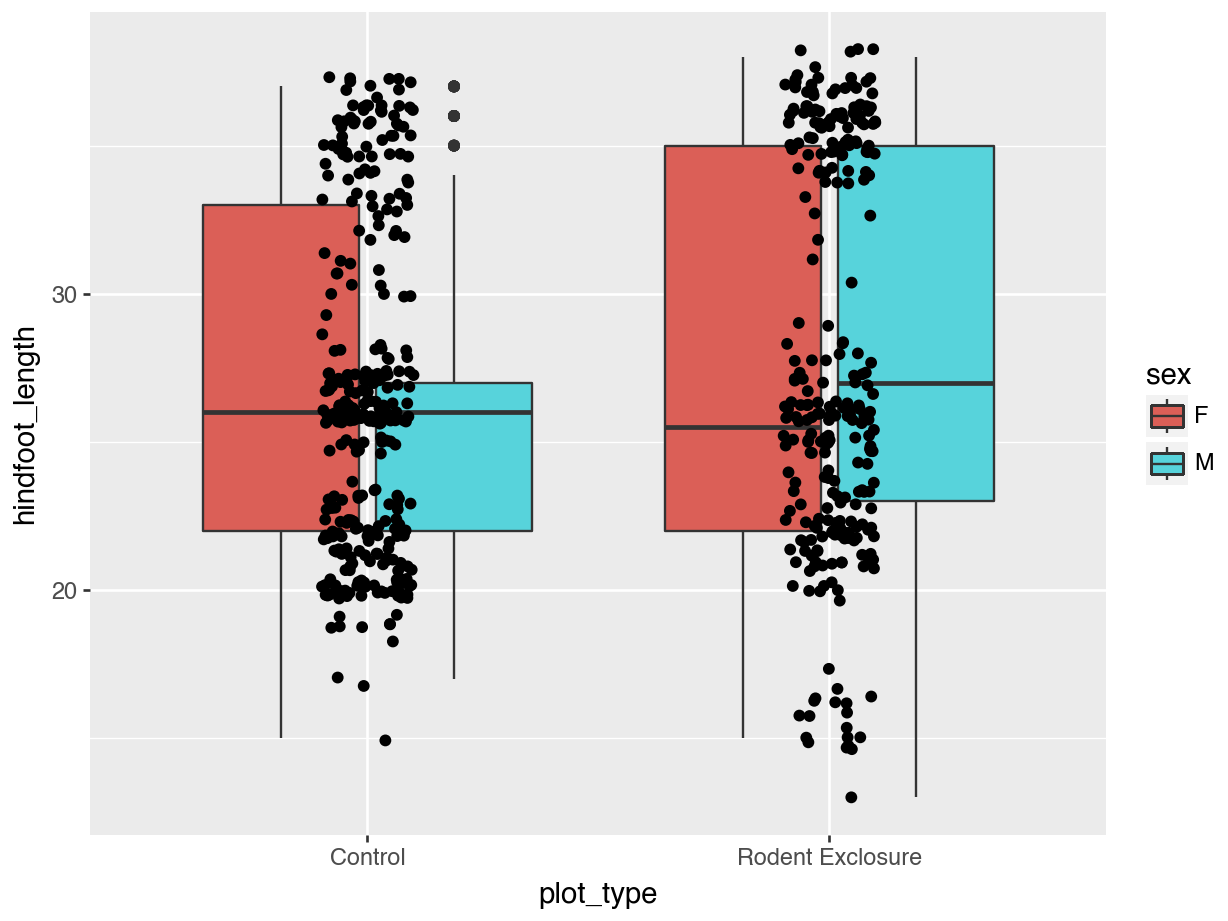 hindfoot_length
30
20
Control
Rodent Exclosure
plot_type
sex
F
M